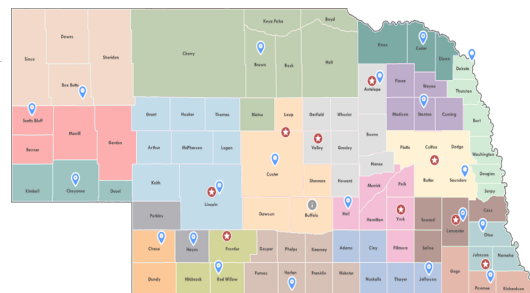 Keya Paha
Boyd
Dawes
Sioux
Sheridan
Cherry
Brown
Rock
Holt
Knox
Cedar
Dixon
Dakota
Box Butte
Antelope
Pierce
Wayne
Thurston
Scotts Bluff
Morrill
Garden
Banner
Grant
Hooker
Thomas
Blaine
Loup
Garfield
Wheeler
Madison
Stanton
Cuming
Burt
Arthur
McPherson
Logan
Valley
Greeley
Boone
Platte
Colfax
Dodge
Washington
Kimball
Cheyenne
Deuel
Keith
Lincoln
Custer
Sherman
Howard
Nance
Merrick
Polk
Butler
Saunders
Douglas
Sarpy
Perkins
Dawson
Buffalo
Hall
Hamilton
York
Seward
Lancaster
Cass
Otoe
Chase
Hayes
Frontier
Gosper
Phelps
Kearney
Adams
Clay
Fillmore
Saline
Johnson
Nemaha
Dundy
Hitchcock
Red Willow
Furnas
Harlan
Franklin
Webster
Nuckolls
Thayer
Jefferson
Gage
Pawnee
Richardson